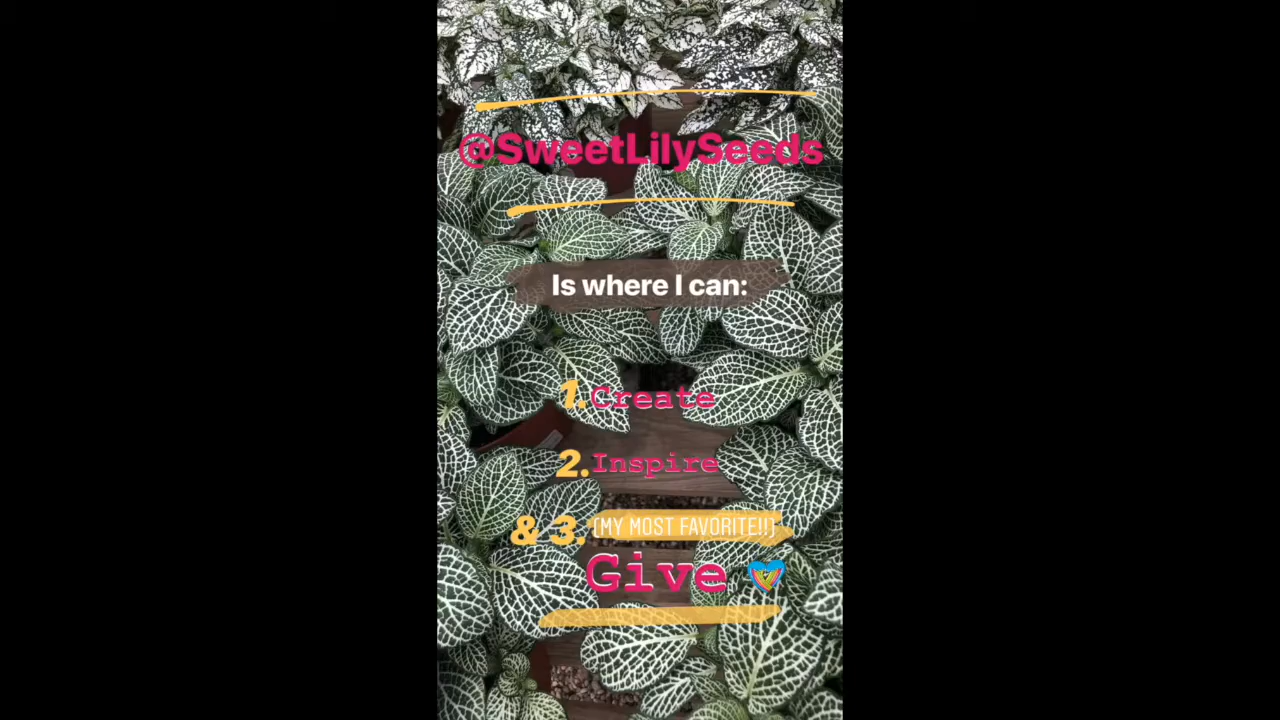 @SweetLilySeeds
Is where I can:
1. Create
2. Inspire
& 3. (MY MOST FAVORITE!!)
Give